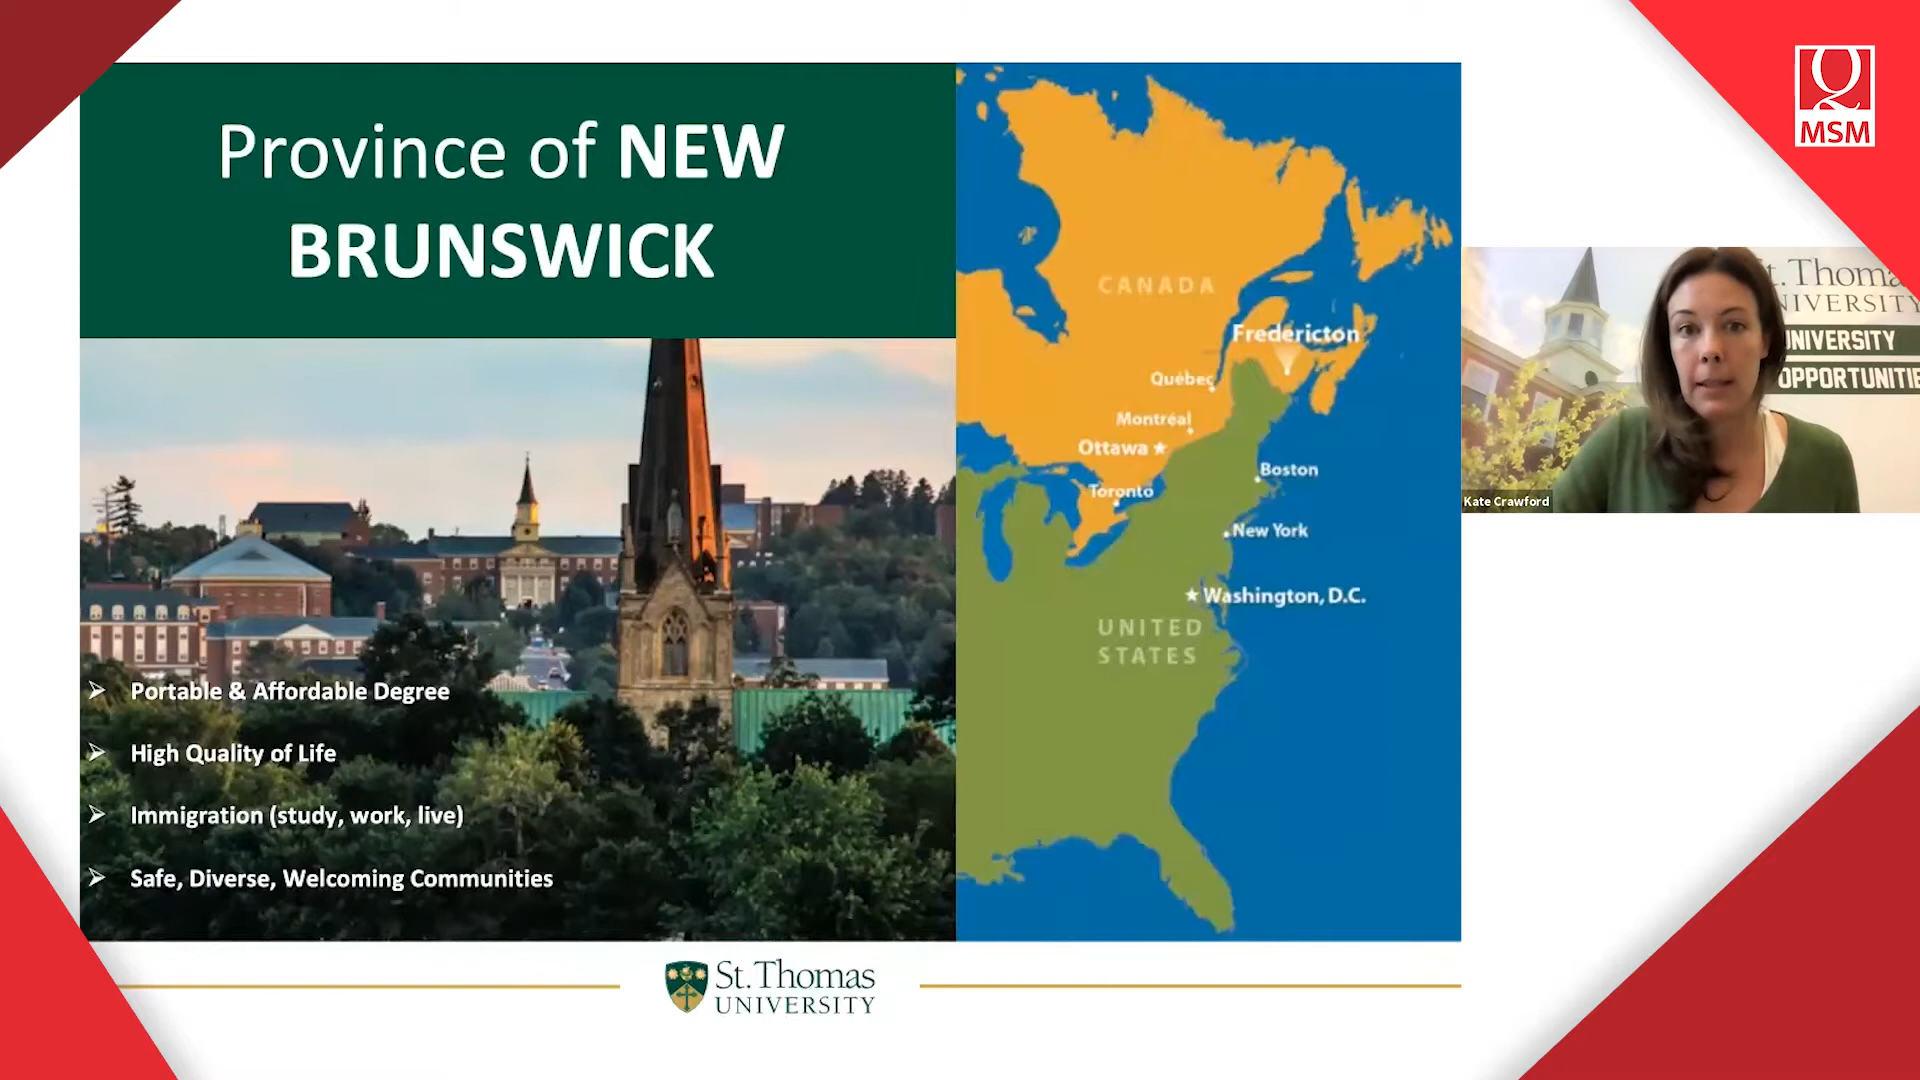 Province of NEW
BRUNSWICK
Portable & Affordable Degree
High Quality of Life
Immigration (study, work, live)
Safe, Diverse, Welcoming Communities
CANADA
Fredericton
Québec
Montréal
Ottawa
Toronto
Boston
New York
Washington, D.C.
UNITED
STATES
St. Thomas
UNIVERSITY
MSM
t. Thoma
NIVERSITY
UNIVERSITY
OPPORTUNITIE
Kate Crawford